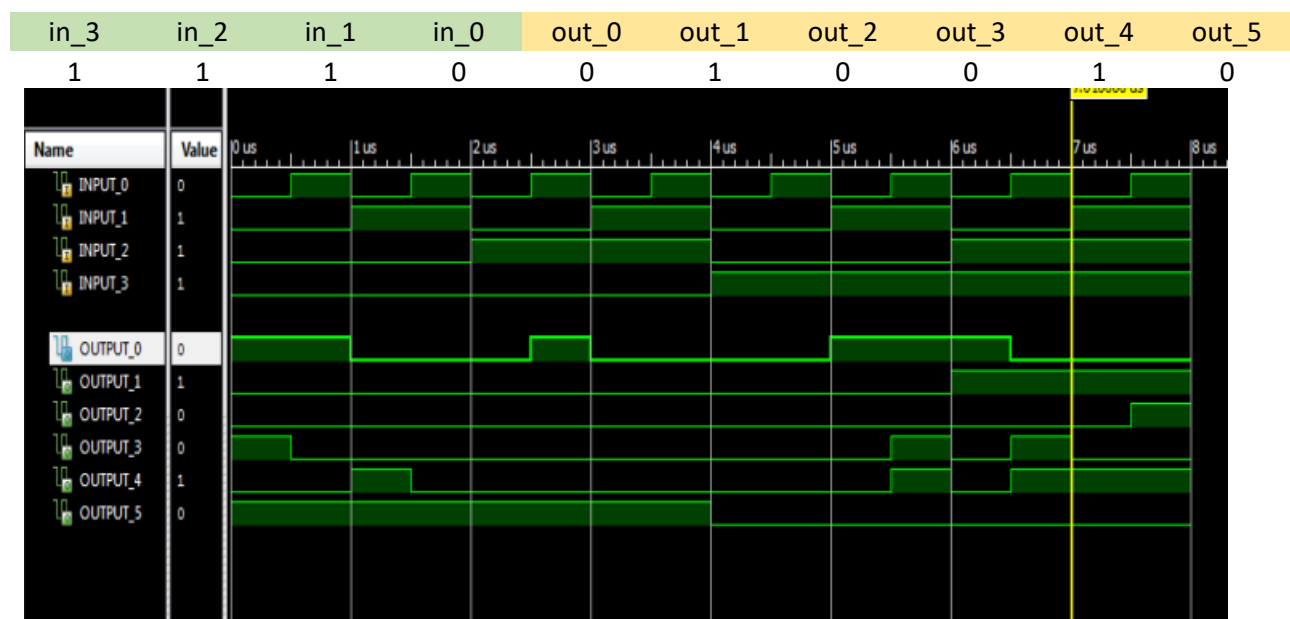 in_3 in_2 in_1 in_0 out_0 out_1 out_2 out_3 out_4 out_5
1 1 1 0 0 1 0 0 1 0
Name Value 0 us 1 us 2 us 3 us 4 us 5 us 6 us 7 us 8 us
INPUT_0 0
INPUT_1 1
INPUT_2 1
INPUT_3 1
OUTPUT_0 0
OUTPUT_1 1
OUTPUT_2 0
OUTPUT_3 0
OUTPUT_4 1
OUTPUT_5 0